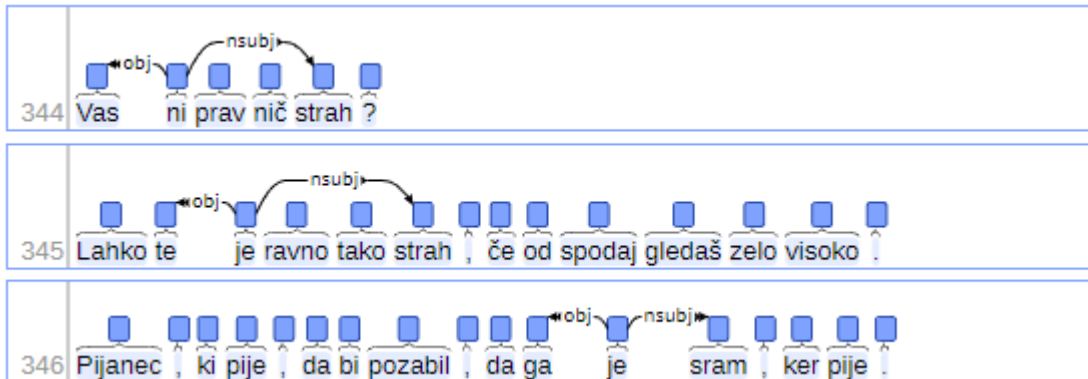 nsubj
obj
344 Vas ni prav nič strah ?
nsubj
obj
345 Lahko te je ravno tako strah , če od spodaj gledaš zelo visoko .
obj nsubj
346 Pijanec , ki pije , da bi pozabil , da ga je sram , ker pije .